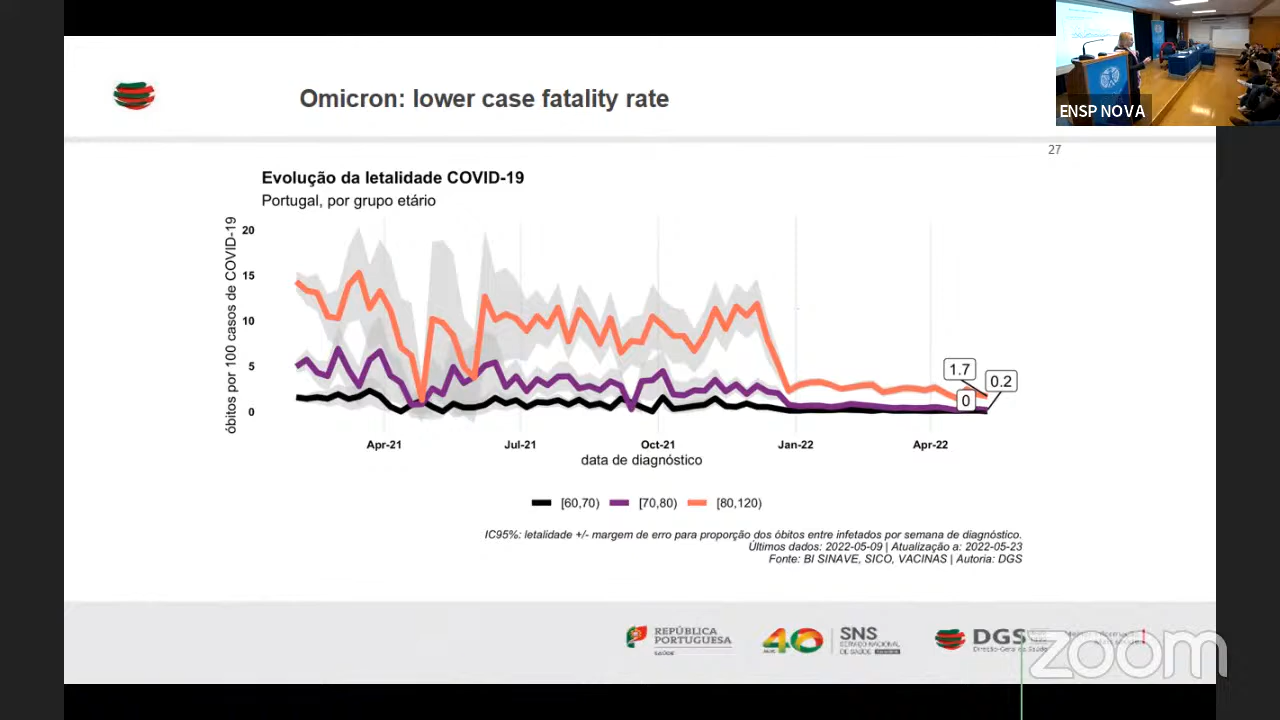 Omicron: lower case fatality rate
ENSP NOVA
27
Evolução da letalidade COVID-19
Portugal, por grupo etário
óbitos por 100 casos de COVID-19
20
15
10
5
0
1.7
0
0.2
Apr-21 Jul-21 Oct-21 Jan-22 Apr-22
data de diagnóstico
[60,70) [70,80) [80,120)
IC95%: letalidade +/- margem de erro para proporção dos óbitos entre infetados por semana de diagnóstico.
Últimos dados: 2022-05-09 | Atualização a: 2022-05-23
Fonte: BI SINAVE, SICO, VACINAS | Autoria: DGS
REPÚBLICA
PORTUGUESA
SAÚDE
40
SNS
SERVIÇO NACIONAL
DE SAÚDE
DGS
Direção-Geral da Saúde
zoom